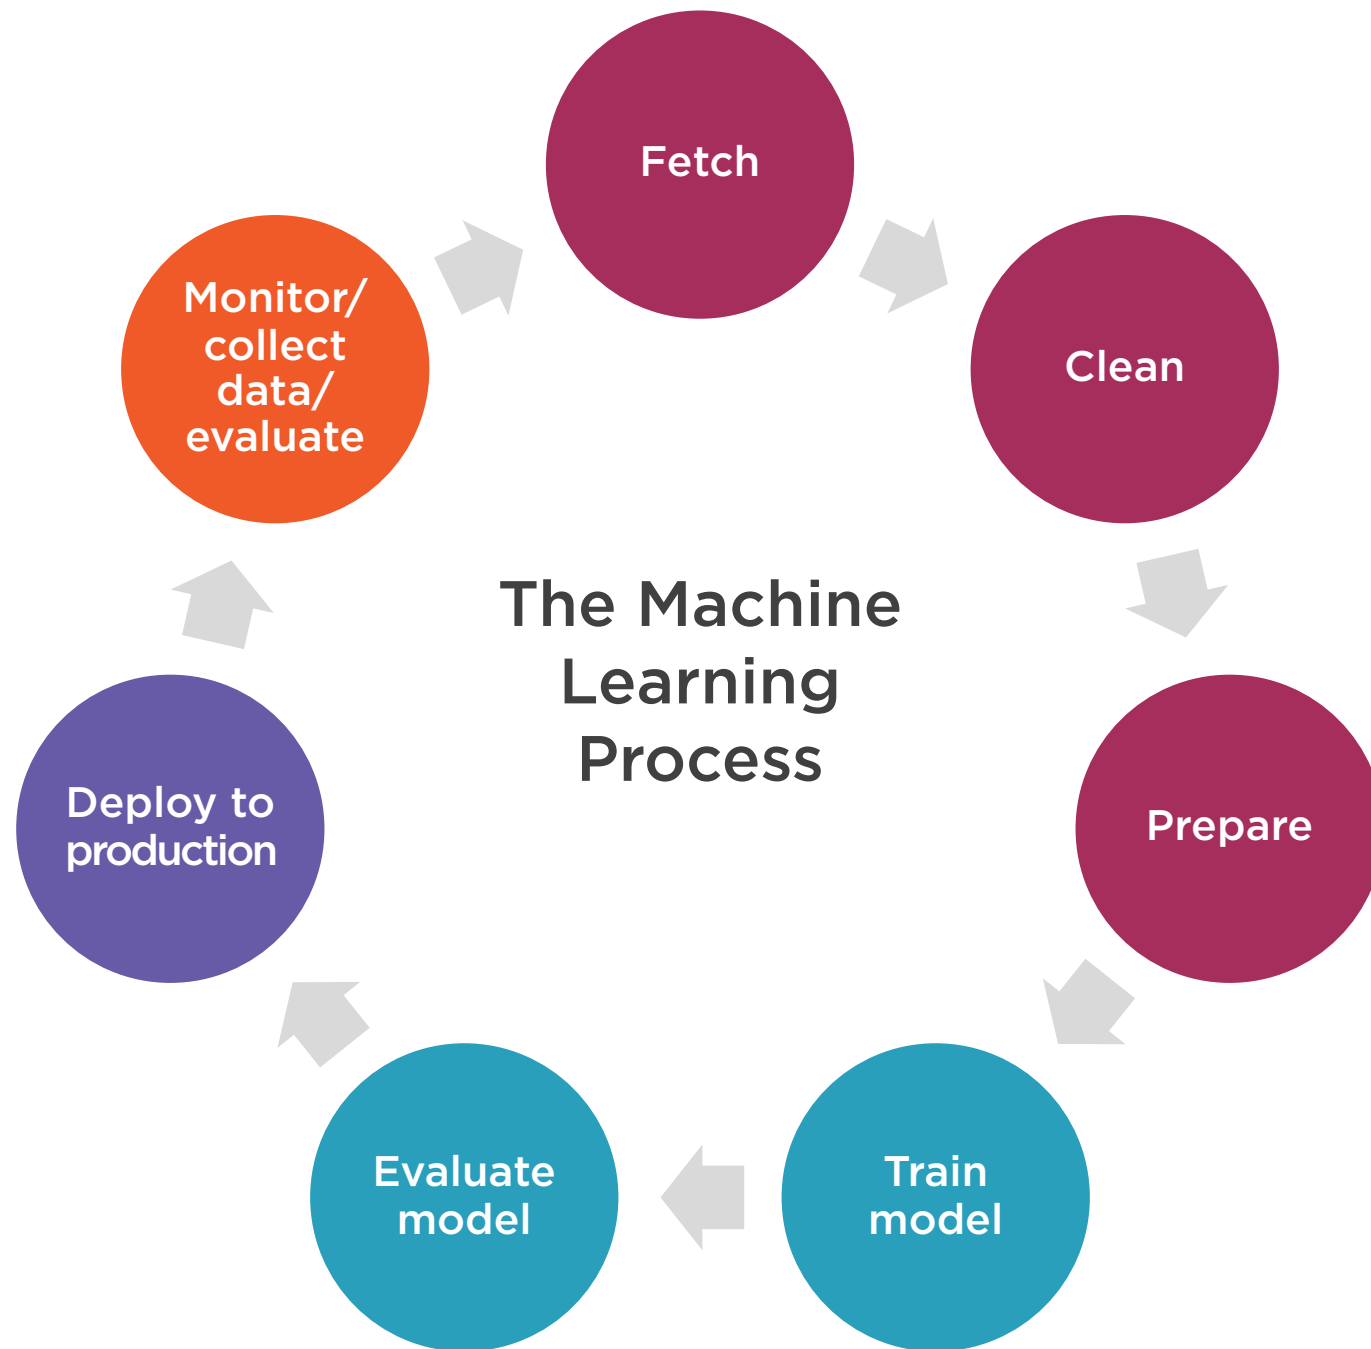 Fetch
Clean
Prepare
Train
model
Evaluate
model
Deploy to
production
Monitor/
collect
data/
evaluate
The Machine
Learning
Process